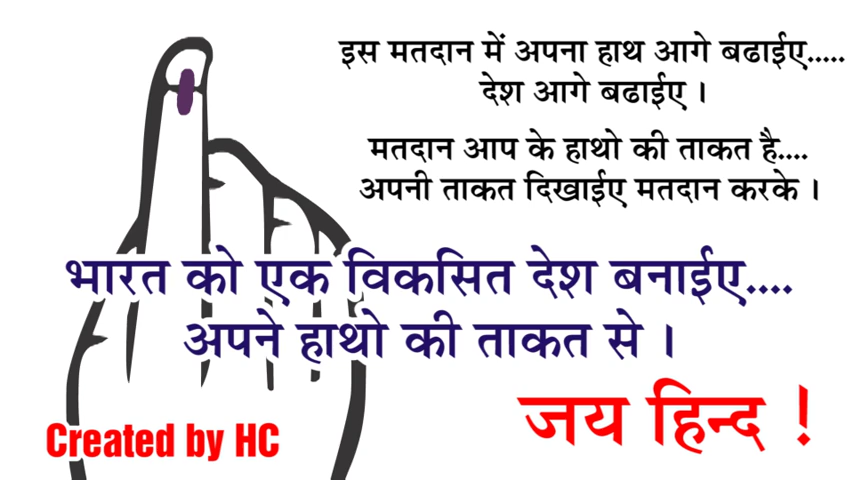 इस मतदान में अपना हाथ आगे बढाईए.....
देश आगे बढाईए ।
मतदान आप के हाथो की ताकत है....
अपनी ताकत दिखाईए मतदान करके ।
भारत को एक विकसित देश बनाईए....
अपने हाथो की ताकत से ।
जय हिन्द !
Created by HC